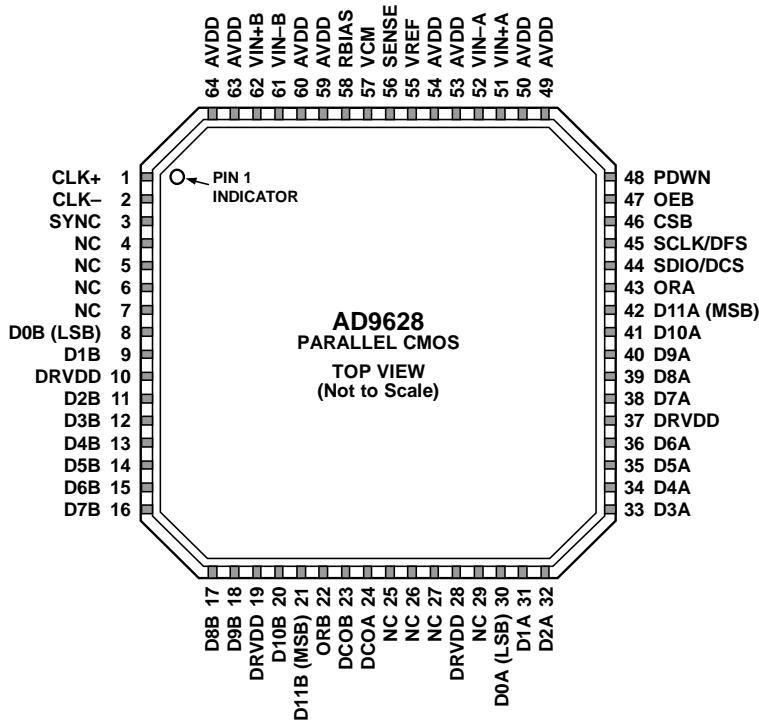 64 AVDD
63 AVDD
62 VIN+B
61 VIN–B
60 AVDD
59 AVDD
58 RBIAS
57 VCM
56 SENSE
55 VREF
54 AVDD
53 AVDD
52 VIN–A
51 VIN+A
50 AVDD
49 AVDD
CLK+ 1
CLK– 2
SYNC 3
NC 4
NC 5
NC 6
NC 7
D0B (LSB) 8
D1B 9
DRVDD 10
D2B 11
D3B 12
D4B 13
D5B 14
D6B 15
D7B 16
PIN 1
INDICATOR
AD9628
PARALLEL CMOS
TOP VIEW
(Not to Scale)
48 PDWN
47 OEB
46 CSB
45 SCLK/DFS
44 SDIO/DCS
43 ORA
42 D11A (MSB)
41 D10A
40 D9A
39 D8A
38 D7A
37 DRVDD
36 D6A
35 D5A
34 D4A
33 D3A
D8B 17
D9B 18
DRVDD 19
D10B 20
D11B (MSB) 21
ORB 22
DCOB 23
DCOA 24
NC 25
NC 26
NC 27
DRVDD 28
NC 29
D0A (LSB) 30
D1A 31
D2A 32